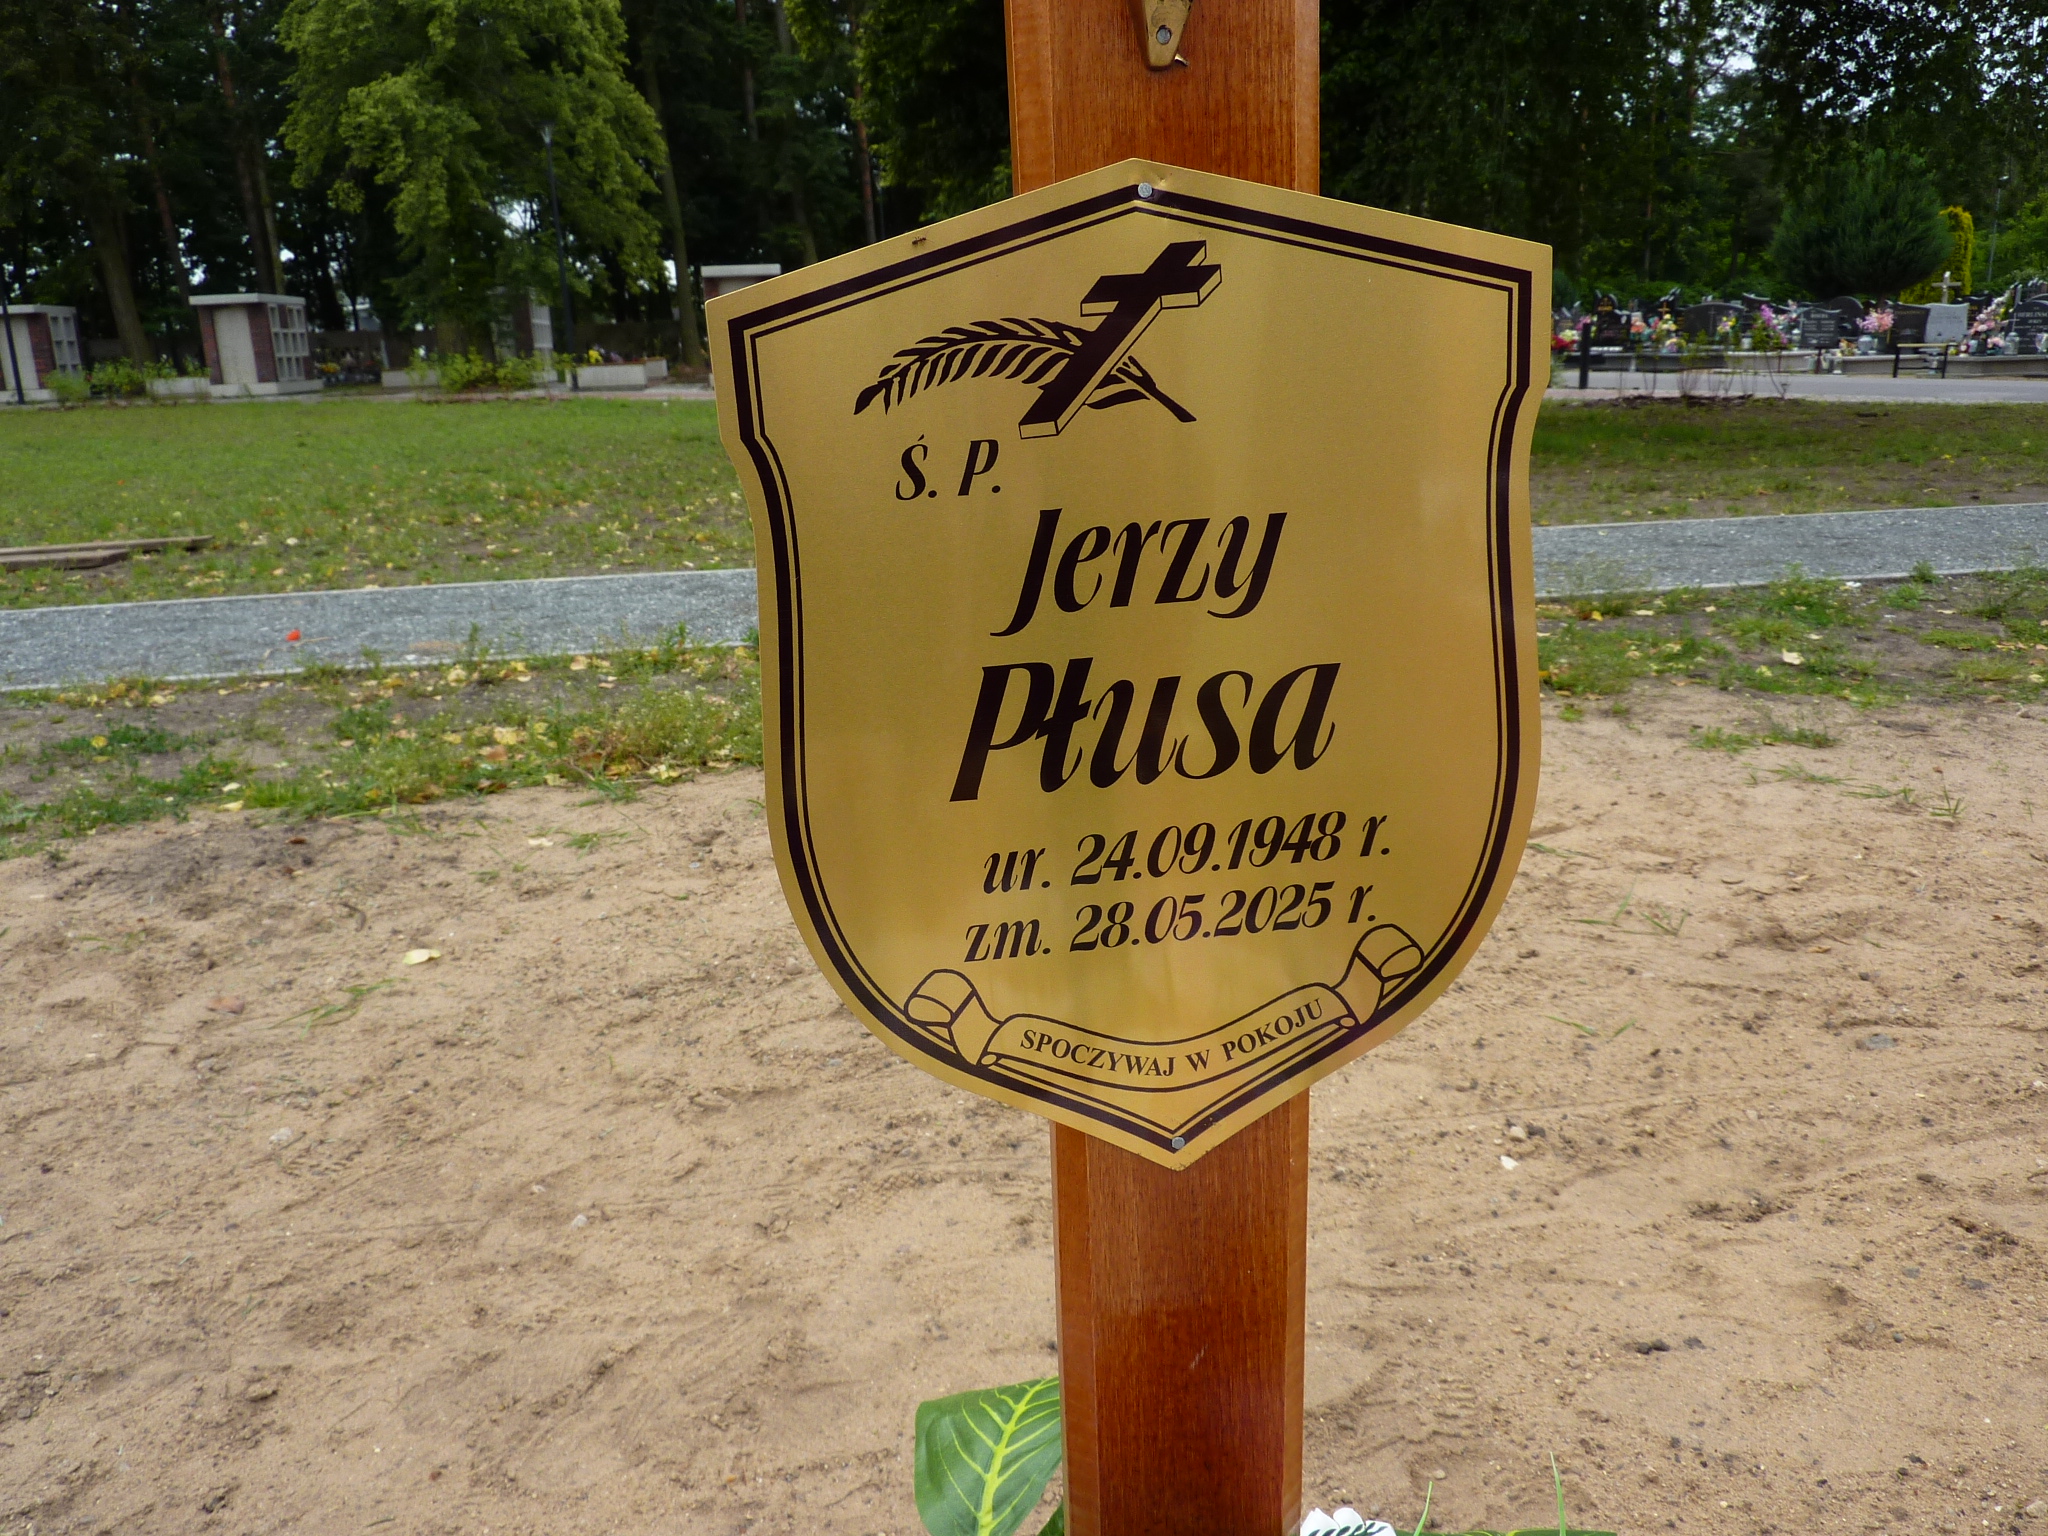 Ś. P.
Jerzy
Płusa
ur. 24.09.1948 r.
zm. 28.05.2025 r.
SPOCZYWAJ W POKOJU